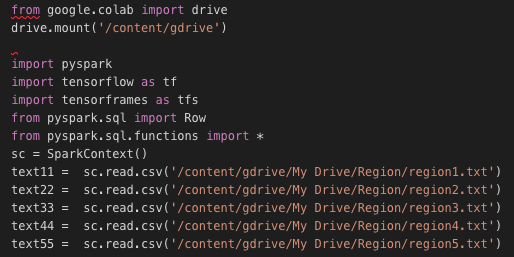 from google.colab import drive
drive.mount('/content/gdrive')
import pyspark
import tensorflow as tf
import tensorframes as tfs
from pyspark.sql import Row
from pyspark.sql.functions import *
sc = SparkContext()
text11 =  sc.read.csv('/content/gdrive/My Drive/Region/region1.txt')
text22 =  sc.read.csv('/content/gdrive/My Drive/Region/region2.txt')
text33 =  sc.read.csv('/content/gdrive/My Drive/Region/region3.txt')
text44 =  sc.read.csv('/content/gdrive/My Drive/Region/region4.txt')
text55 =  sc.read.csv('/content/gdrive/My Drive/Region/region5.txt')